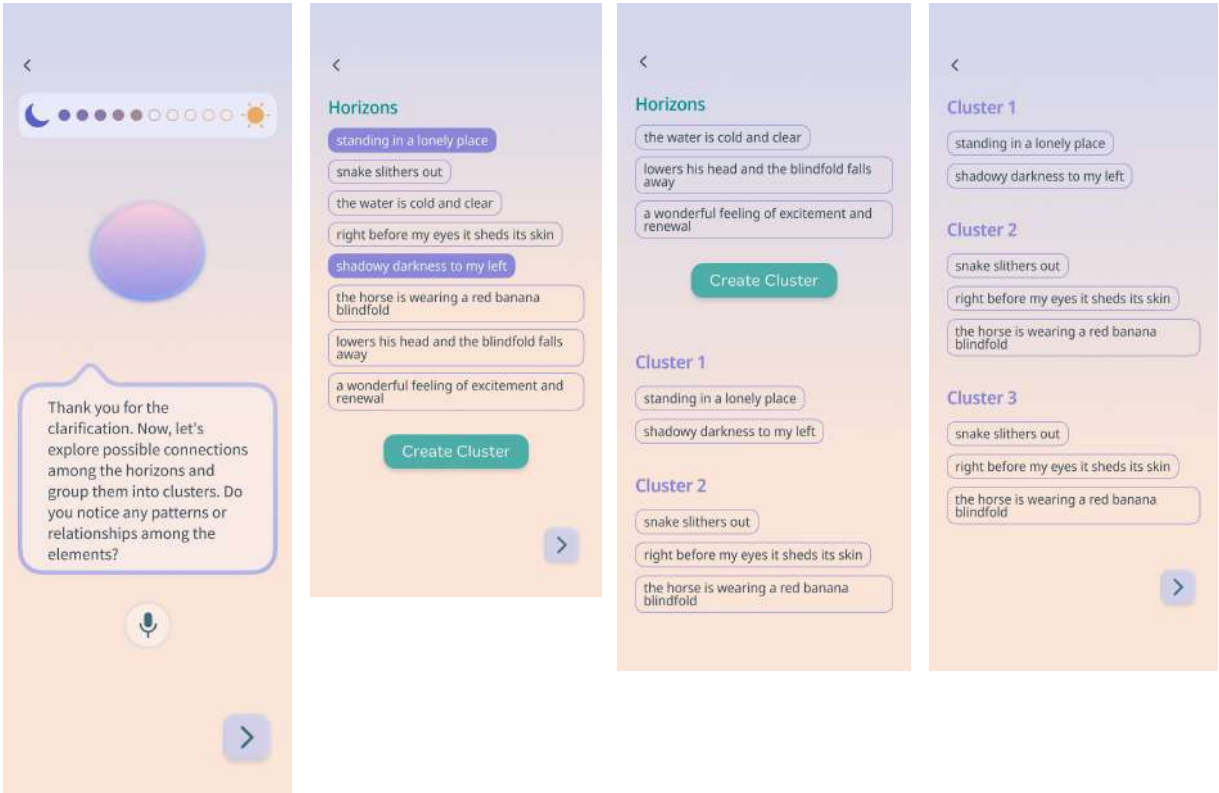 Thank you for the
clarification. Now, let's
explore possible connections
among the horizons and
group them into clusters. Do
you notice any patterns or
relationships among the
elements?
Horizons
standing in a lonely place
snake slithers out
the water is cold and clear
right before my eyes it sheds its skin
shadowy darkness to my left
the horse is wearing a red banana
blindfold
lowers his head and the blindfold falls
away
a wonderful feeling of excitement and
renewal
Create Cluster
Horizons
the water is cold and clear
lowers his head and the blindfold falls
away
a wonderful feeling of excitement and
renewal
Create Cluster
Cluster 1
standing in a lonely place
shadowy darkness to my left
Cluster 2
snake slithers out
right before my eyes it sheds its skin
the horse is wearing a red banana
blindfold
Cluster 1
standing in a lonely place
shadowy darkness to my left
Cluster 2
snake slithers out
right before my eyes it sheds its skin
the horse is wearing a red banana
blindfold
Cluster 3
snake slithers out
right before my eyes it sheds its skin
the horse is wearing a red banana
blindfold